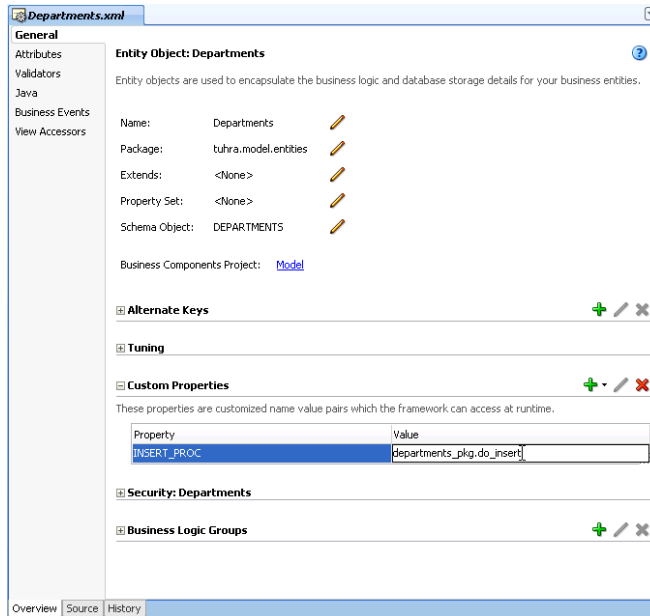 Departments.xml
General
Attributes
Validators
Java
Business Events
View Accessors
Entity Object: Departments
Entity objects are used to encapsulate the business logic and database storage details for your business entities.
Name: Departments
Package: tuhra.model.entities
Extends: <None>
Property Set: <None>
Schema Object: DEPARTMENTS
Business Components Project: Model
Alternate Keys
Tuning
Custom Properties
These properties are customized name value pairs which the framework can access at runtime.
Property Value
INSERT_PROC departments_pkg.do_insert
Security: Departments
Business Logic Groups
Overview Source History